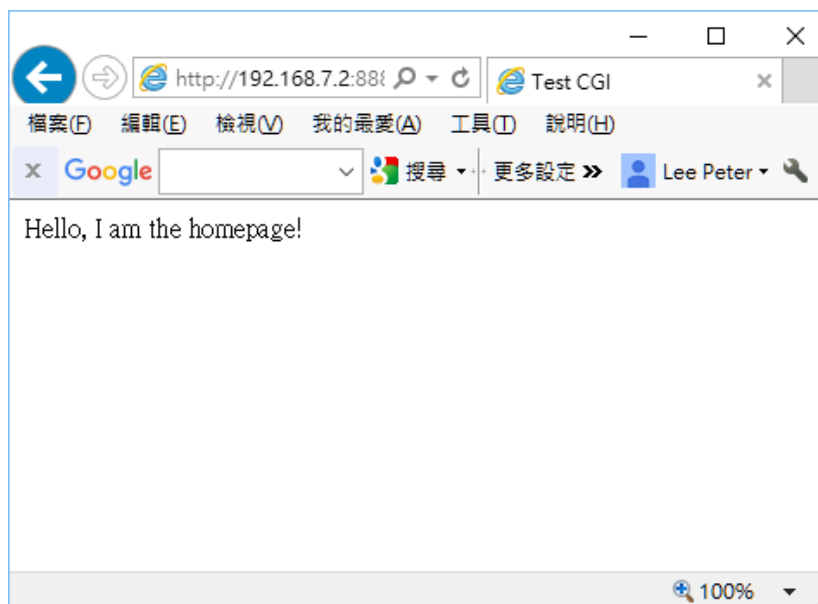 http://192.168.7.2:888 Test CGI
檔案(F) 編輯(E) 檢視(V) 我的最愛(A) 工具(T) 說明(H)
x Google 搜尋 更多設定 Lee Peter
Hello, I am the homepage!
100%